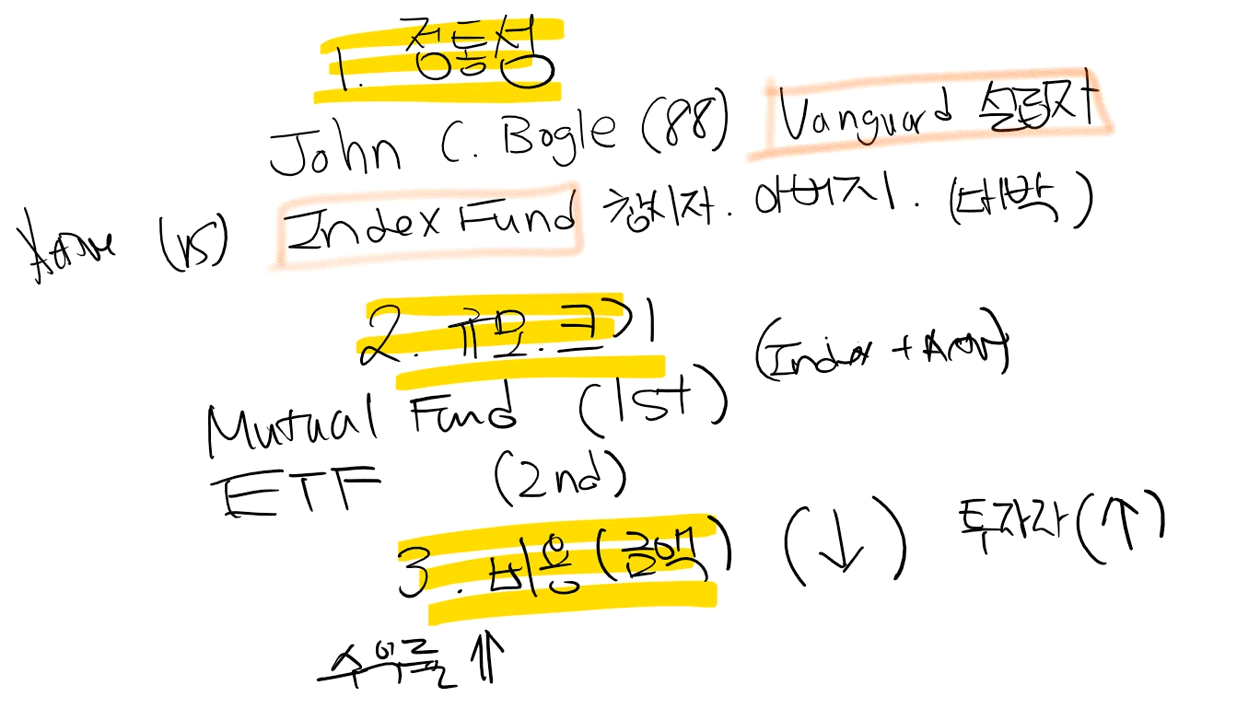 1. 정통성
John C. Bogle (88) Vanguard 설립자
(vs) Index Fund 창시자. 아버지. (대박)
2. 규모. 크기
(Index + Active)
Mutual Fund (1st)
ETF (2nd)
3. 비용 (금액) (↓) 투자자 (↑)
수익률 ⇑